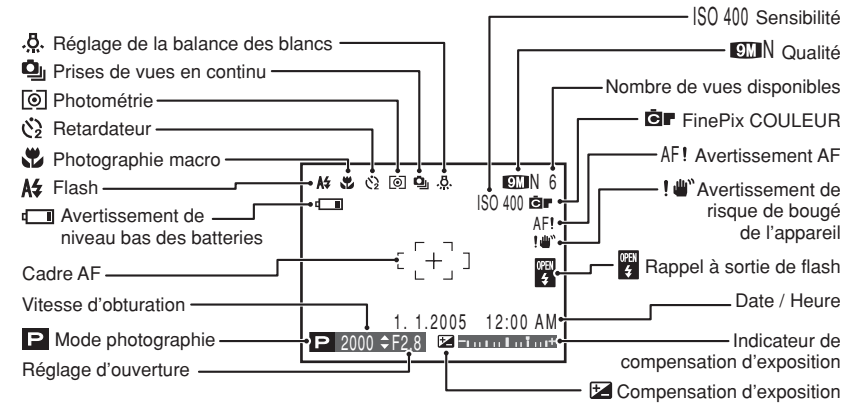 Réglage de la balance des blancs
Prises de vues en continu
Photométrie
Retardateur
Photographie macro
Flash
Avertissement de
niveau bas des batteries
Cadre AF
Vitesse d'obturation
P Mode photographie
Réglage d'ouverture
ISO 400 Sensibilité
9M N Qualité
Nombre de vues disponibles
FinePix COULEUR
AF! Avertissement AF
! Avertissement de
risque de bougé
de l'appareil
OPEN Rappel à sortie de flash
Date / Heure
Indicateur de
compensation d'exposition
Compensation d'exposition
A 2 9M N 6
ISO 400
AF!
!
OPEN
1. 1.2005 12:00 AM
P 2000 F2.8 - +